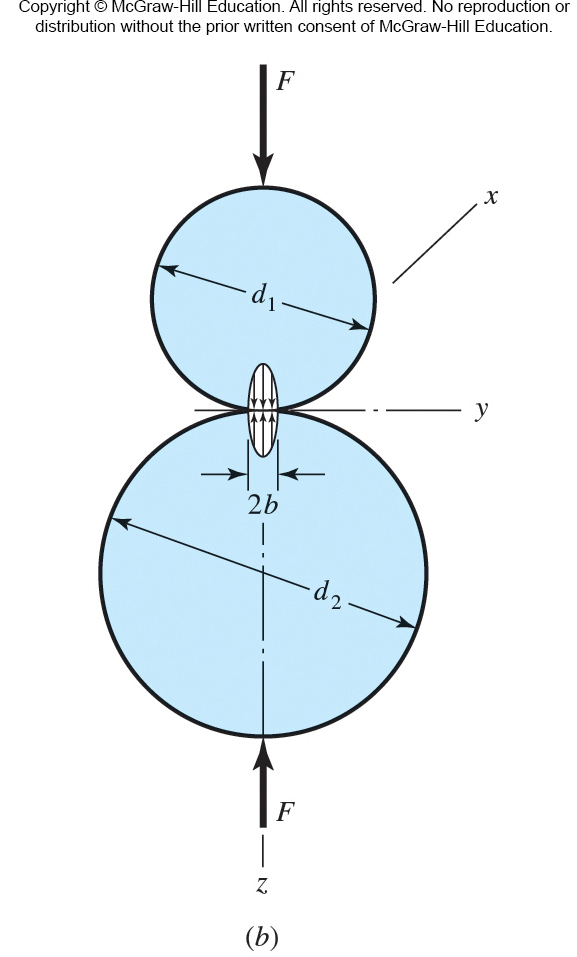 Copyright © McGraw-Hill Education. All rights reserved. No reproduction or
distribution without the prior written consent of McGraw-Hill Education.
F
x
d1
y
2b
d2
F
z
(b)